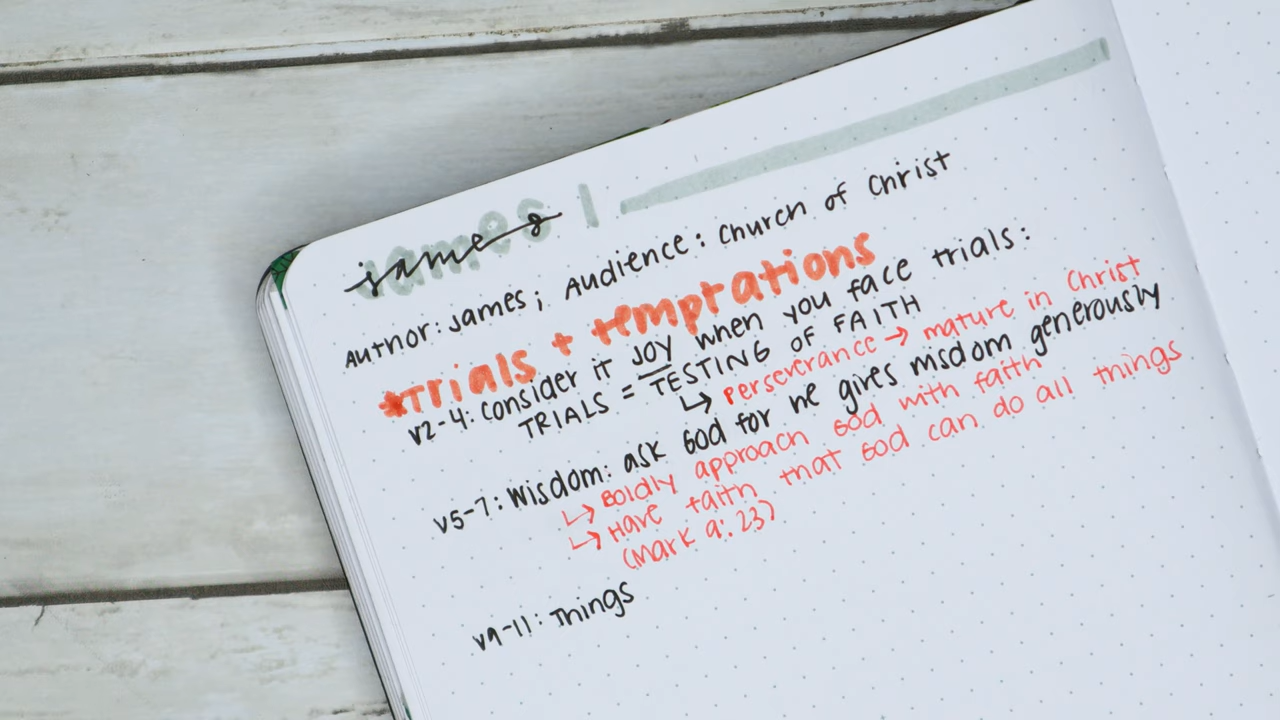 james 1
Author: James; Audience: Church of Christ
*Trials + temptations
v2-4: Consider it JOY when you face trials:
TRIALS = TESTING OF FAITH
↳ Perseverance → mature in Christ
v5-7: Wisdom: ask God for he gives wisdom generously
↳ Boldly approach God with faith
↳ Have faith that God can do all things
(Mark 9:23)
v9-11: Things